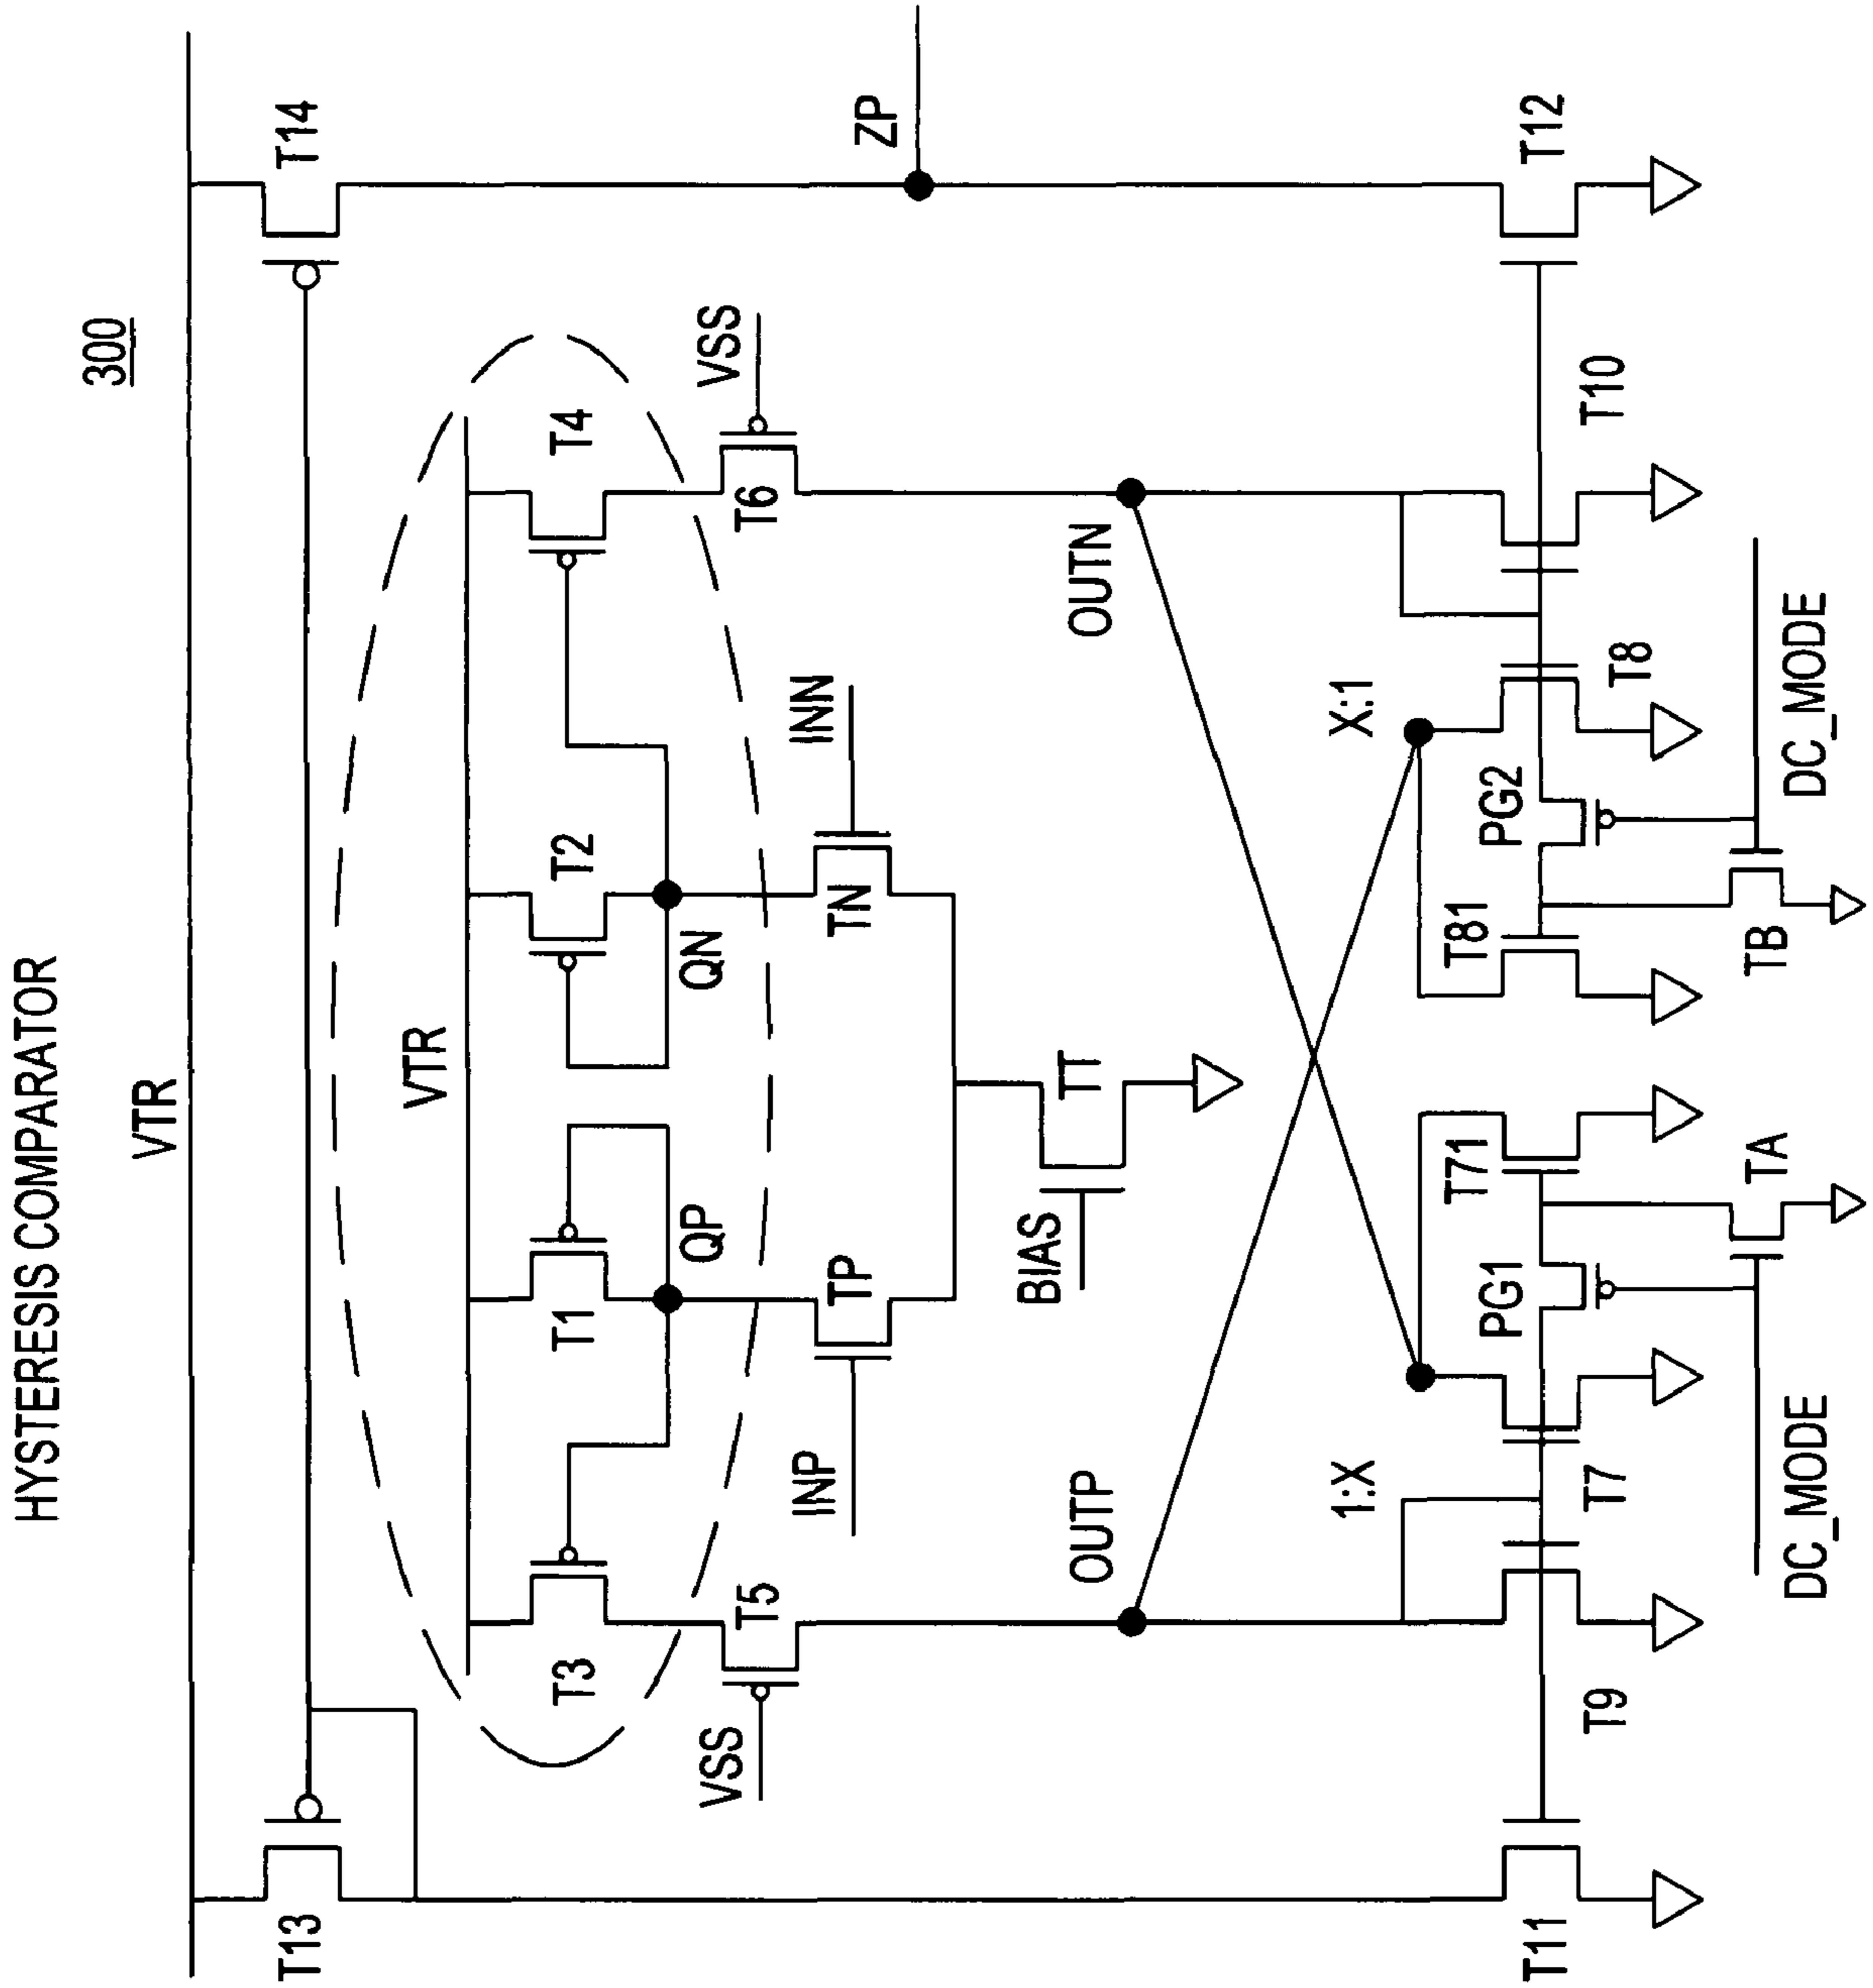 HYSTERESIS COMPARATOR
300
VTR
T13
T14
VTR
T3
T1
T2
T4
QP
QN
VSS
T5
T6
VSS
INP
TP
TN
INN
ZP
BIAS
TT
OUTP
OUTN
1:X
X:1
T11
T9
T7
PG1
T71
T81
PG2
T8
T10
T12
TA
TB
DC_MODE
DC_MODE